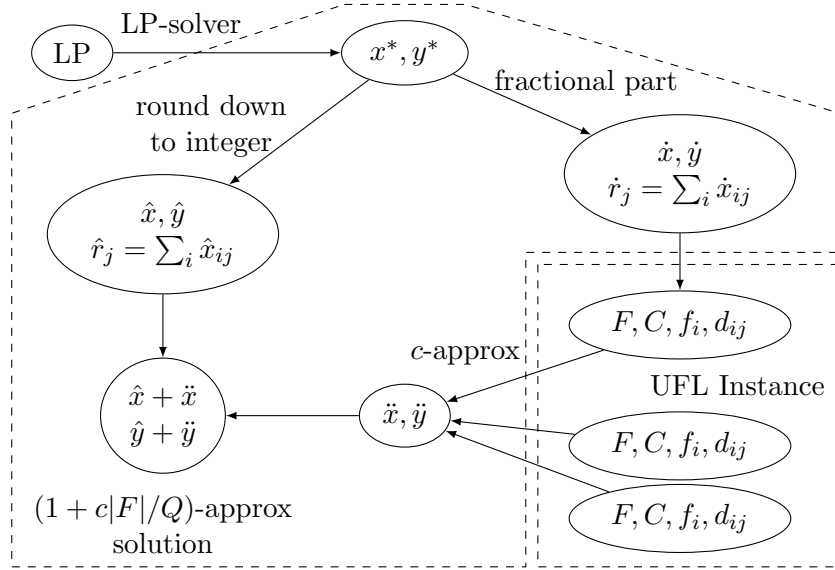 LP
LP-solver
x*, y*
fractional part
round down
to integer
ẋ, ẏ
ṙ_j = ∑_i ẋ_ij
x̂, ŷ
r̂_j = ∑_i x̂_ij
F, C, f_i, d_ij
c-approx
UFL Instance
x̂ + ẍ
ŷ + ÿ
ẍ, ÿ
F, C, f_i, d_ij
F, C, f_i, d_ij
(1 + c|F|/Q)-approx
solution